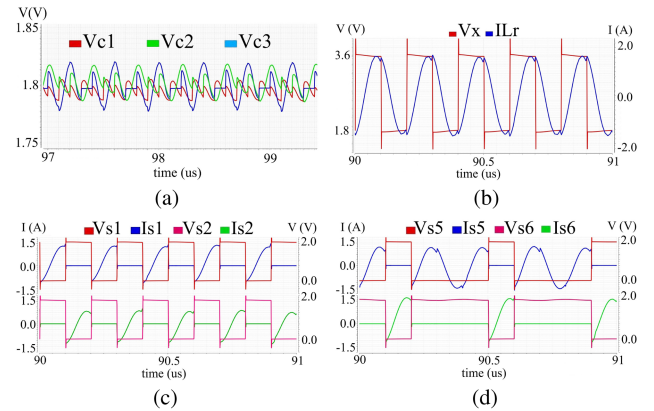 V(V)
1.85
Vc1 Vc2 Vc3
1.8
1.75
97 98 99
time (us)
(a)
Vx ILr
V (V) I (A)
3.6 2.0
0.0
1.8 -2.0
90 90.5 91
time (us)
(b)
Vs1 Is1 Vs2 Is2
I (A) V (V)
1.5 2.0
0.0
-1.5 0.0
1.5 2.0
0.0
-1.5 0.0
90 90.5 91
time (us)
(c)
Vs5 Is5 Vs6 Is6
I (A) V (V)
1.5 2.0
0.0
-1.5 0.0
1.5 2.0
0.0
-1.5 0.0
90 90.5 91
time (us)
(d)